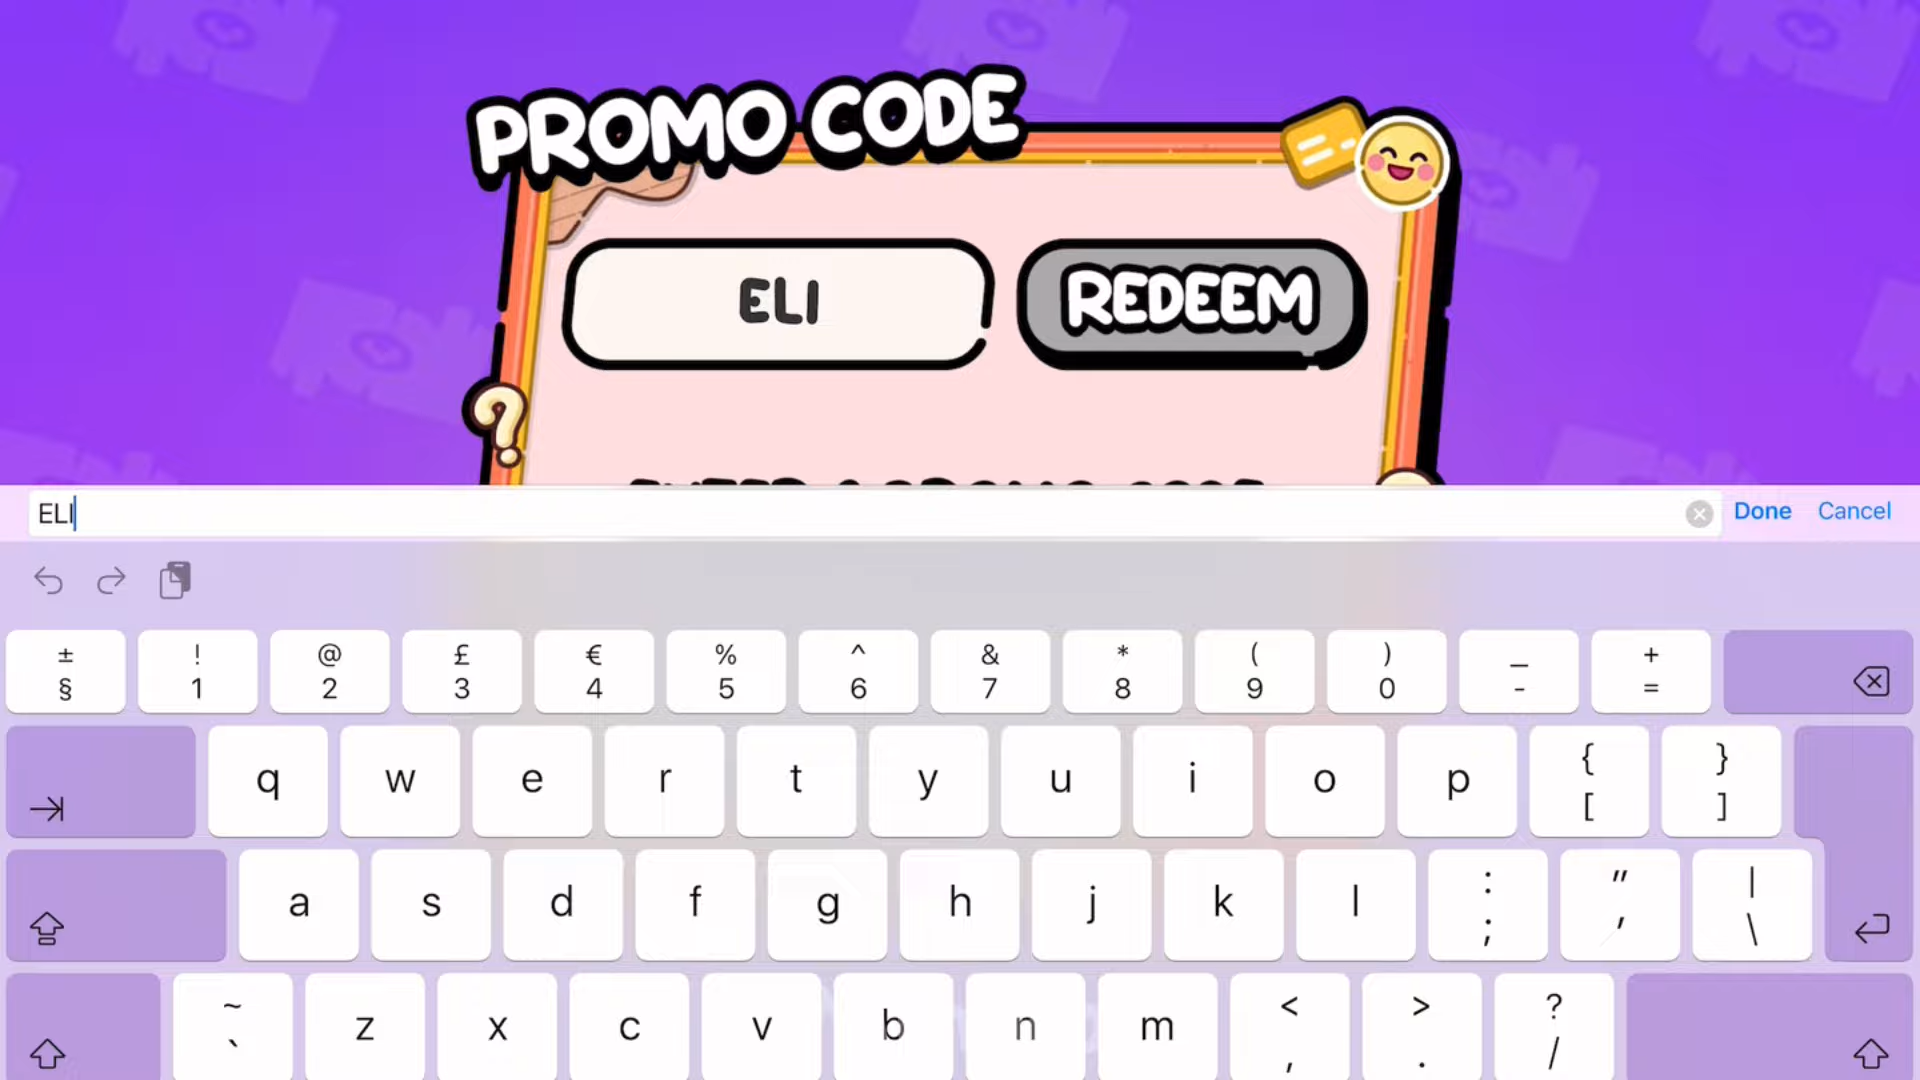 PROMO CODE
ELI
REDEEM
ELI
Done
Cancel
± ! @ £ € % ^ & * ( ) _ +
§ 1 2 3 4 5 6 7 8 9 0 - =
q w e r t y u i o p { }
[ ]
a s d f g h j k l : " |
; ' \
~ z x c v b n m < > ?
` , . /